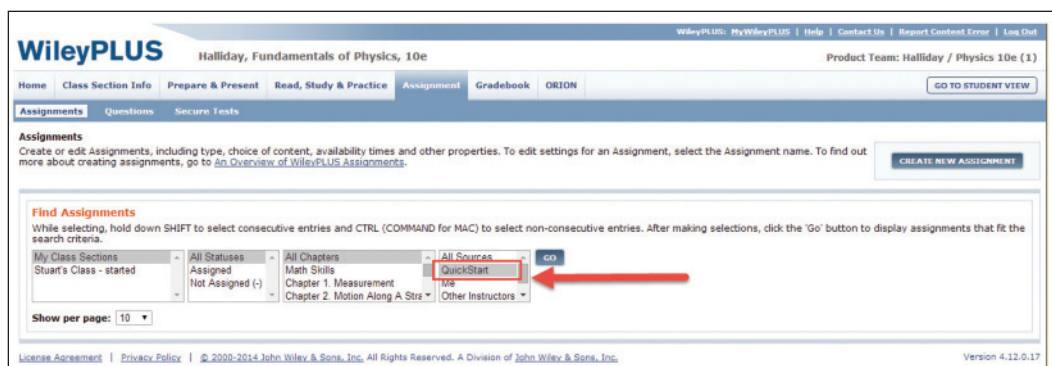 WileyPLUS: MyWileyPLUS | Help | Contact Us | Report Content Error | Log Out
WileyPLUS
Halliday, Fundamentals of Physics, 10e
Product Team: Halliday / Physics 10e (1)
Home Class Section Info Prepare & Present Read, Study & Practice Assignment Gradebook ORION GO TO STUDENT VIEW
Assignments Questions Secure Tests
Assignments
Create or edit Assignments, including type, choice of content, availability times and other properties. To edit settings for an Assignment, select the Assignment name. To find out
more about creating assignments, go to An Overview of WileyPLUS Assignments.
CREATE NEW ASSIGNMENT
Find Assignments
While selecting, hold down SHIFT to select consecutive entries and CTRL (COMMAND for MAC) to select non-consecutive entries. After making selections, click the 'Go' button to display assignments that fit the
search criteria.
My Class Sections All Statuses All Chapters All Sources GO
Stuart's Class - started Assigned Math Skills QuickStart
Not Assigned (-) Chapter 1. Measurement Me
Chapter 2. Motion Along A Stra Other Instructors
Show per page: 10
License Agreement | Privacy Policy | © 2000-2014 John Wiley & Sons, Inc. All Rights Reserved. A Division of John Wiley & Sons, Inc.
Version 4.12.0.17